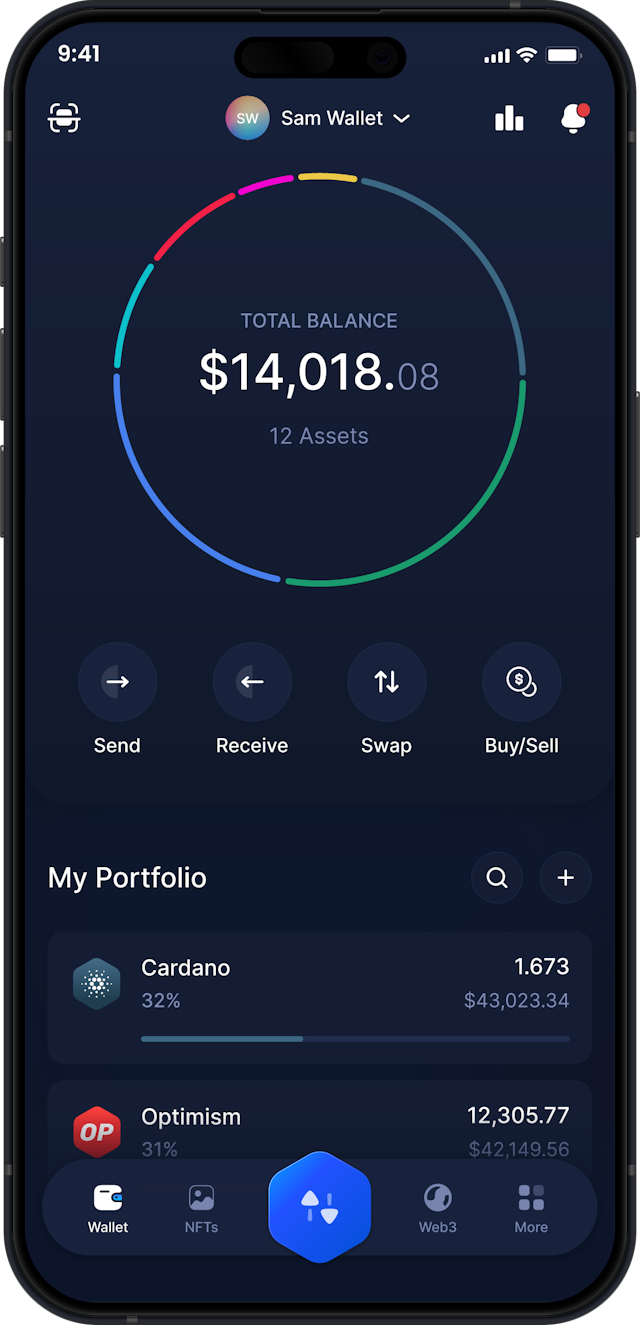 9:41
SW Sam Wallet
TOTAL BALANCE
$14,018.08
12 Assets
Send Receive Swap Buy/Sell
My Portfolio
Cardano 1.673
32% $43,023.34
OP Optimism 12,305.77
31% $42,149.56
Wallet NFTs Web3 More